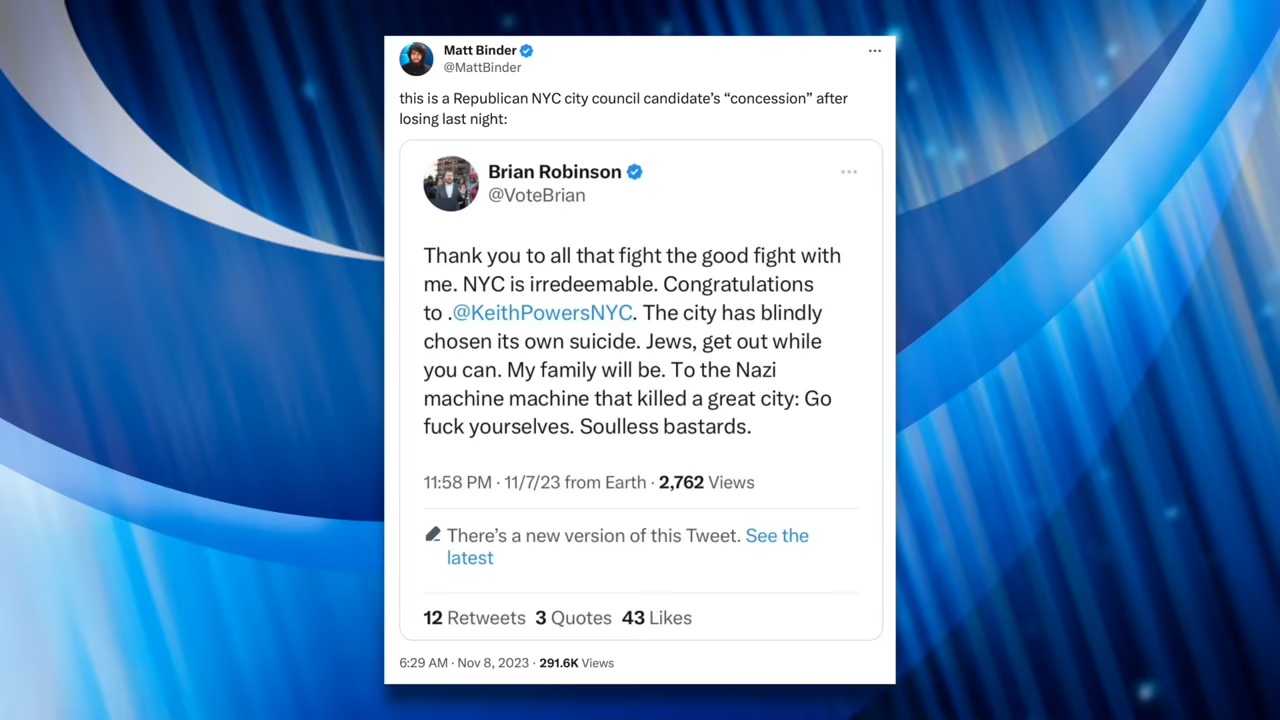 Matt Binder
@MattBinder
this is a Republican NYC city council candidate’s “concession” after
losing last night:
Brian Robinson
@VoteBrian
Thank you to all that fight the good fight with
me. NYC is irredeemable. Congratulations
to .@KeithPowersNYC. The city has blindly
chosen its own suicide. Jews, get out while
you can. My family will be. To the Nazi
machine machine that killed a great city: Go
fuck yourselves. Soulless bastards.
11:58 PM · 11/7/23 from Earth · 2,762 Views
There’s a new version of this Tweet. See the
latest
12 Retweets 3 Quotes 43 Likes
6:29 AM · Nov 8, 2023 · 291.6K Views